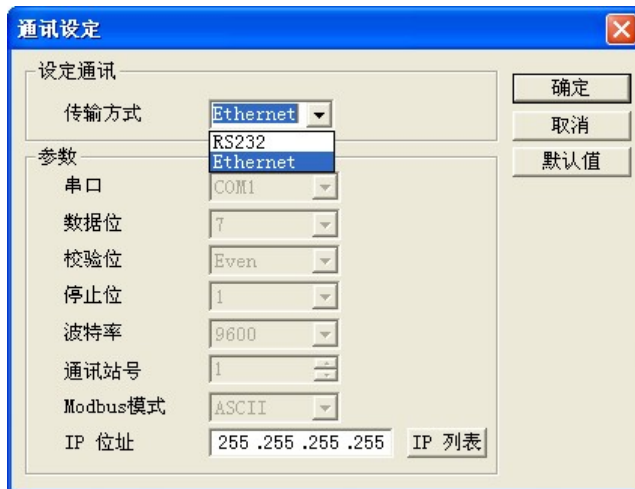 通讯设定
设定通讯
传输方式 Ethernet
RS232
Ethernet
确定
取消
默认值
参数
串口 COM1
数据位 7
校验位 Even
停止位 1
波特率 9600
通讯站号 1
Modbus模式 ASCII
IP 位址 255 .255 .255 .255 IP 列表